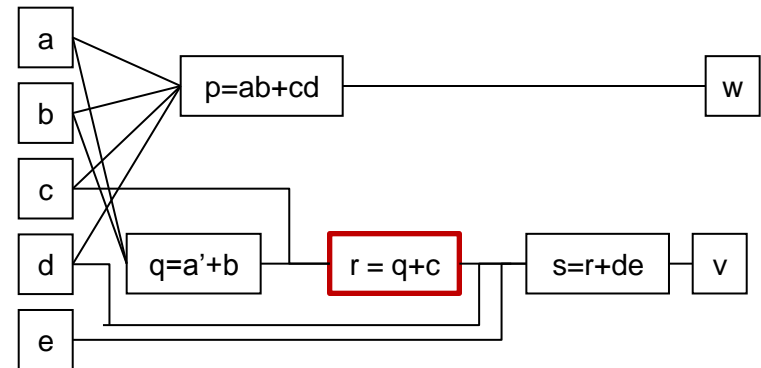 a
p=ab+cd
w
b
c
d
q=a’+b
r = q+c
s=r+de
v
e